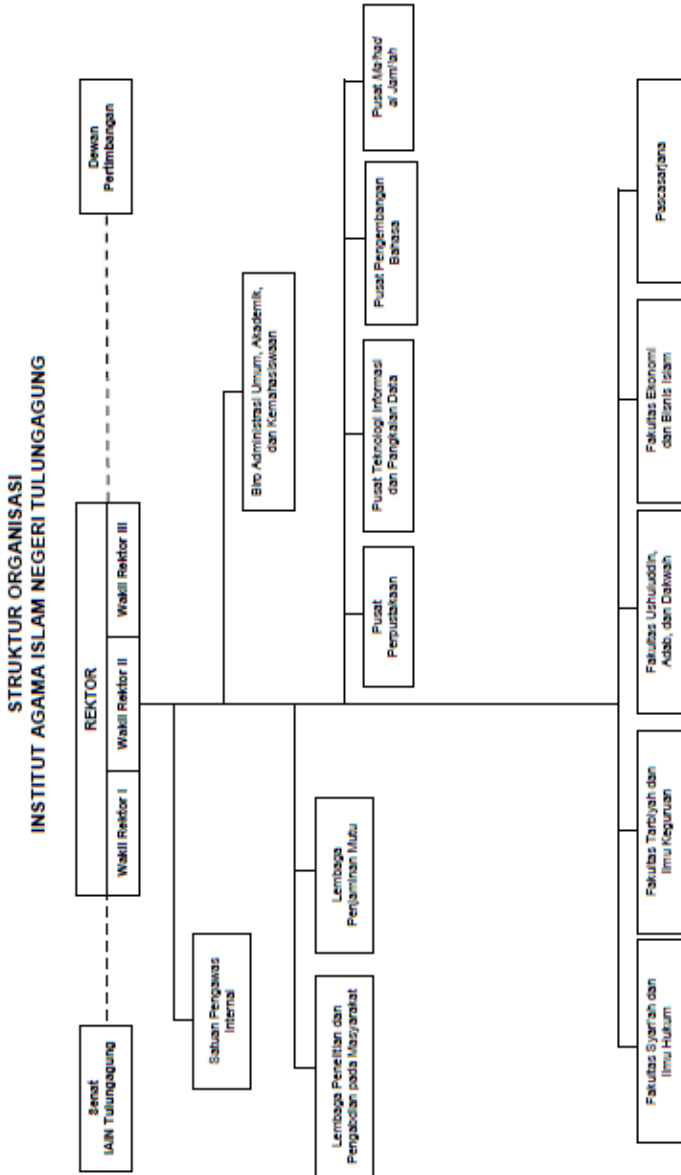 STRUKTUR ORGANISASI
INSTITUT AGAMA ISLAM NEGERI TULUNGAGUNG
Senat
IAIN Tulungagung
REKTOR
Wakil Rektor I
Wakil Rektor II
Wakil Rektor III
Dewan
Pertimbangan
Satuan Pengawas
Internal
Biro Administrasi Umum, Akademik,
dan Kemahasiswaan
Lembaga Penelitian dan
Pengabdian pada Masyarakat
Lembaga
Penjaminan Mutu
Pusat
Perpustakaan
Pusat Teknologi Informasi
dan Pangkalan Data
Pusat Pengembangan
Bahasa
Pusat Ma'had
al Jami'ah
Fakultas Syari'ah dan
Ilmu Hukum
Fakultas Tarbiyah dan
Ilmu Keguruan
Fakultas Ushuluddin,
Adab, dan Dakwah
Fakultas Ekonomi
dan Bisnis Islam
Pascasarjana